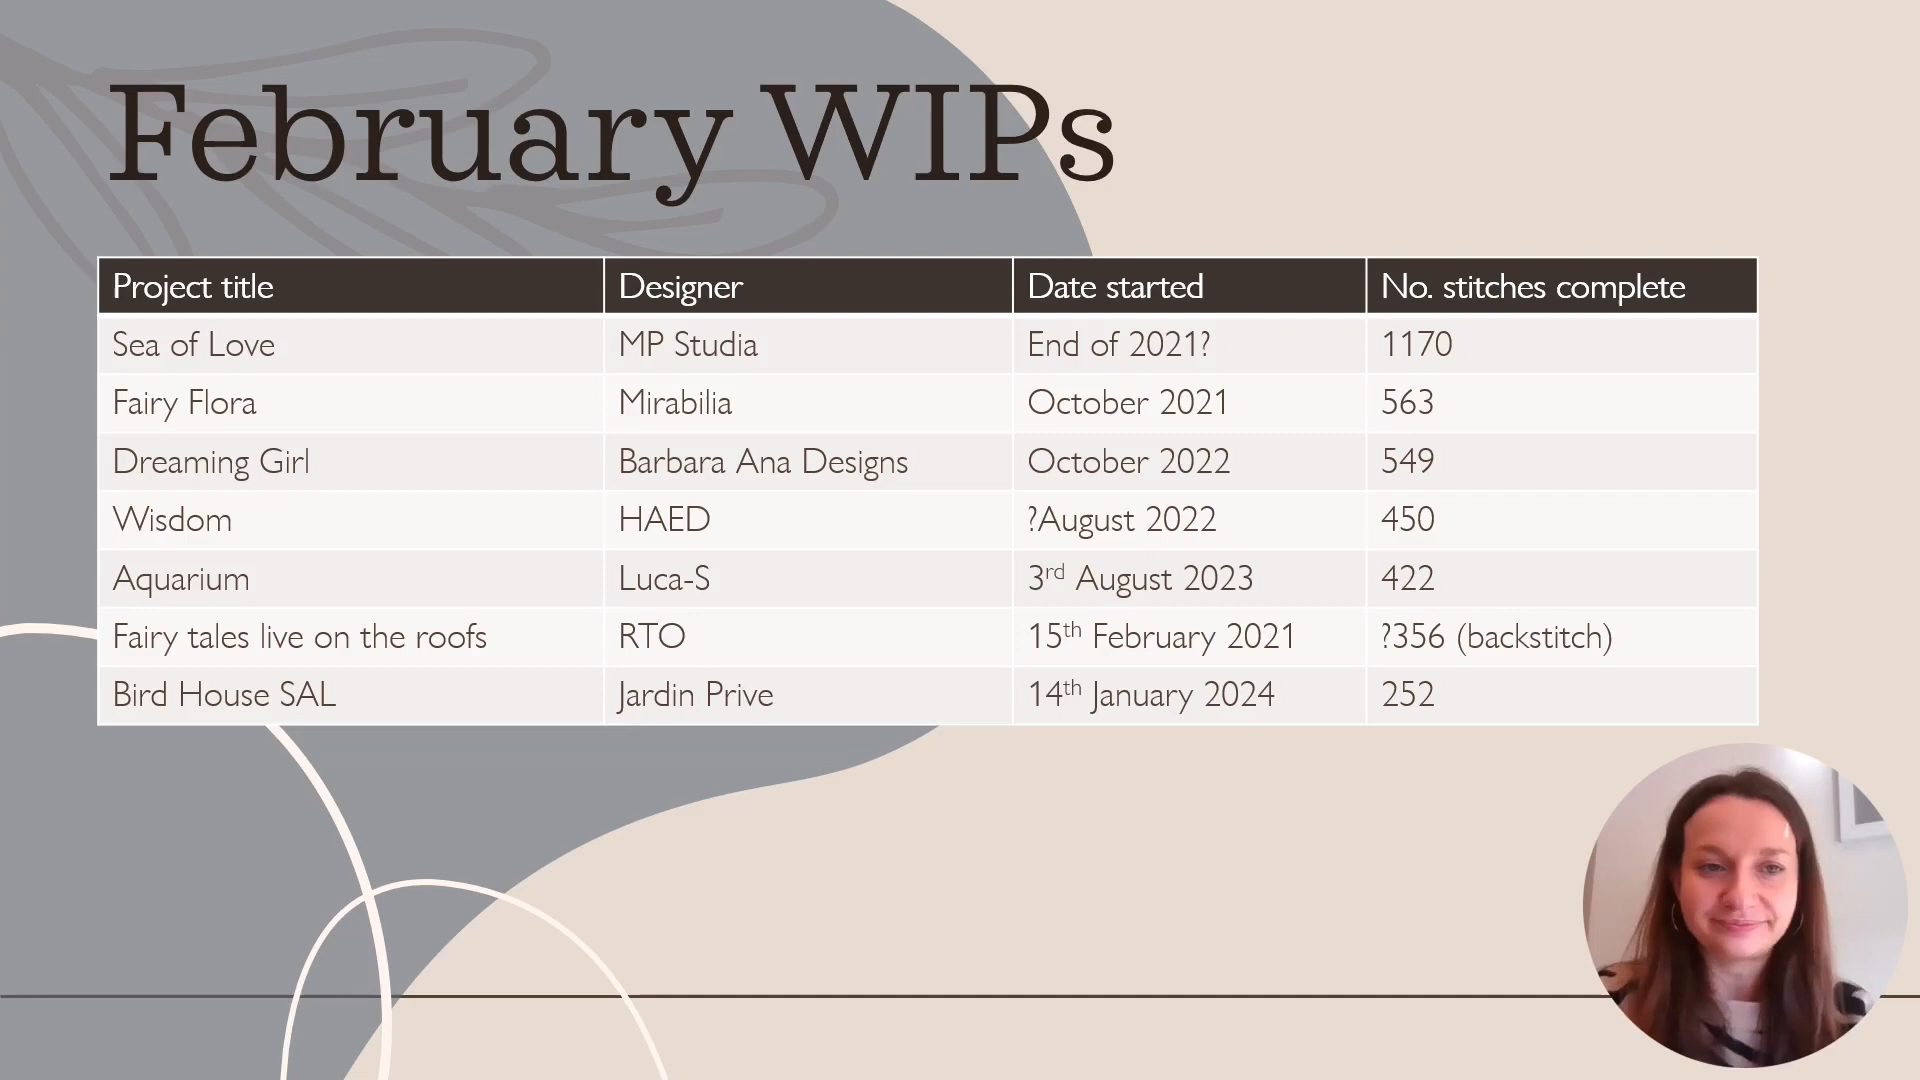 February WIPs
Project title Designer Date started No. stitches complete
Sea of Love MP Studia End of 2021? 1170
Fairy Flora Mirabilia October 2021 563
Dreaming Girl Barbara Ana Designs October 2022 549
Wisdom HAED ?August 2022 450
Aquarium Luca-S 3rd August 2023 422
Fairy tales live on the roofs RTO 15th February 2021 ?356 (backstitch)
Bird House SAL Jardin Prive 14th January 2024 252